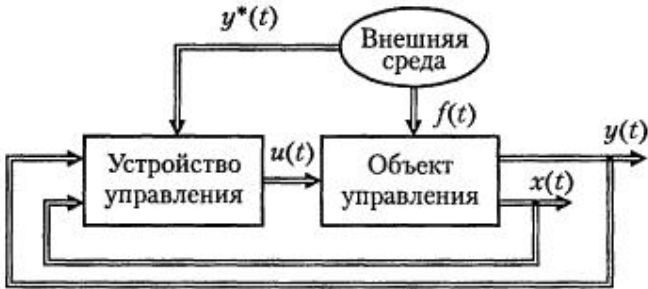 y*(t)
Внешняя
среда
f(t)
y(t)
Устройство
управления
u(t)
Объект
управления
x(t)